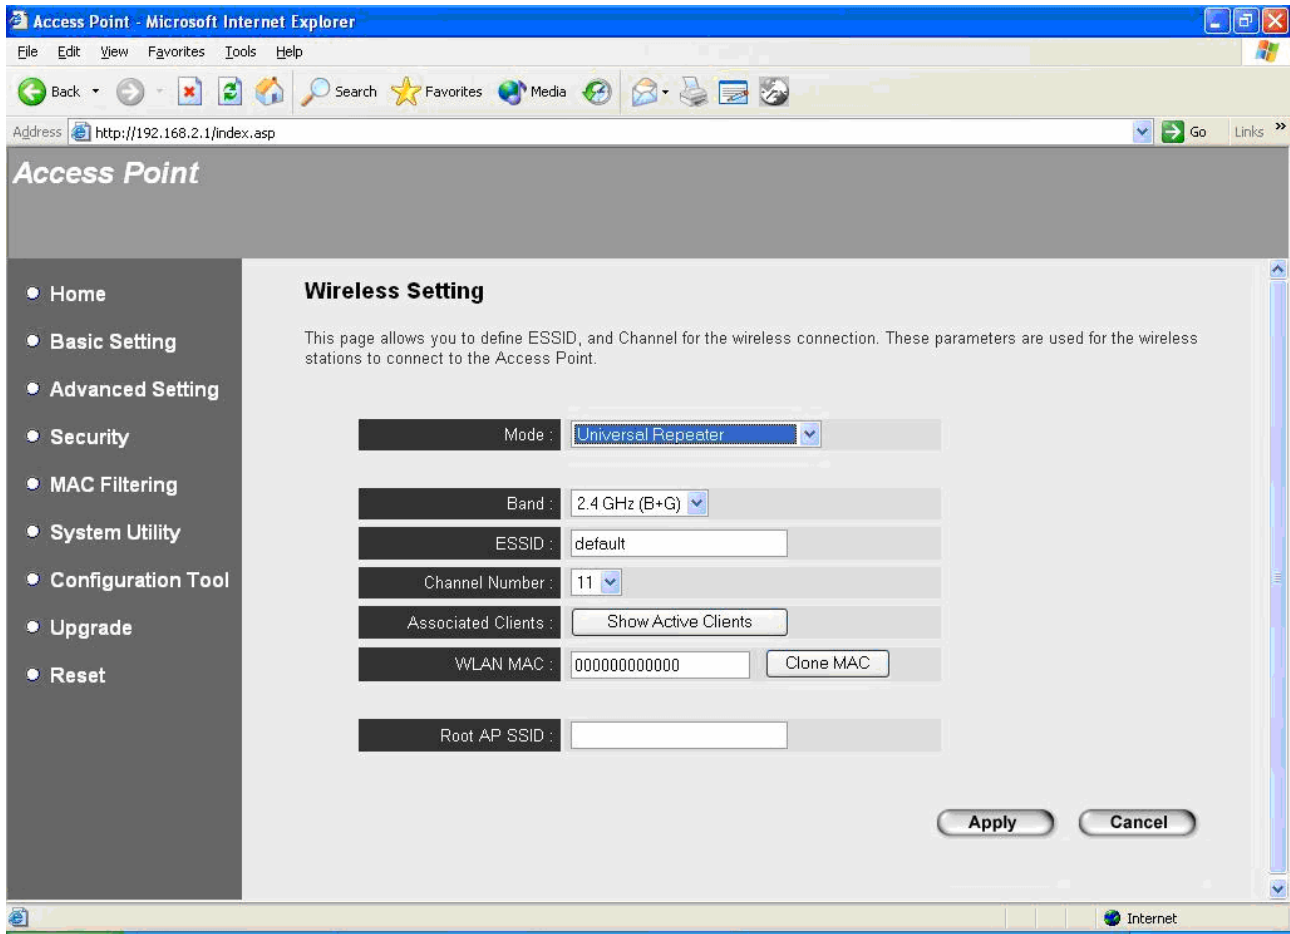 Access Point - Microsoft Internet Explorer
File Edit View Favorites Tools Help
Back Search Favorites Media
Address http://192.168.2.1/index.asp Go Links »
Access Point
Home
Basic Setting
Advanced Setting
Security
MAC Filtering
System Utility
Configuration Tool
Upgrade
Reset
Wireless Setting
This page allows you to define ESSID, and Channel for the wireless connection. These parameters are used for the wireless
stations to connect to the Access Point.
Mode : Universal Repeater
Band : 2.4 GHz (B+G)
ESSID : default
Channel Number : 11
Associated Clients : Show Active Clients
WLAN MAC : 000000000000 Clone MAC
Root AP SSID :
Apply Cancel
Internet